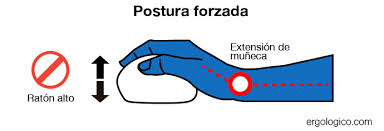 Postura forzada
Extensión de
muñeca
Ratón alto
ergologico.com